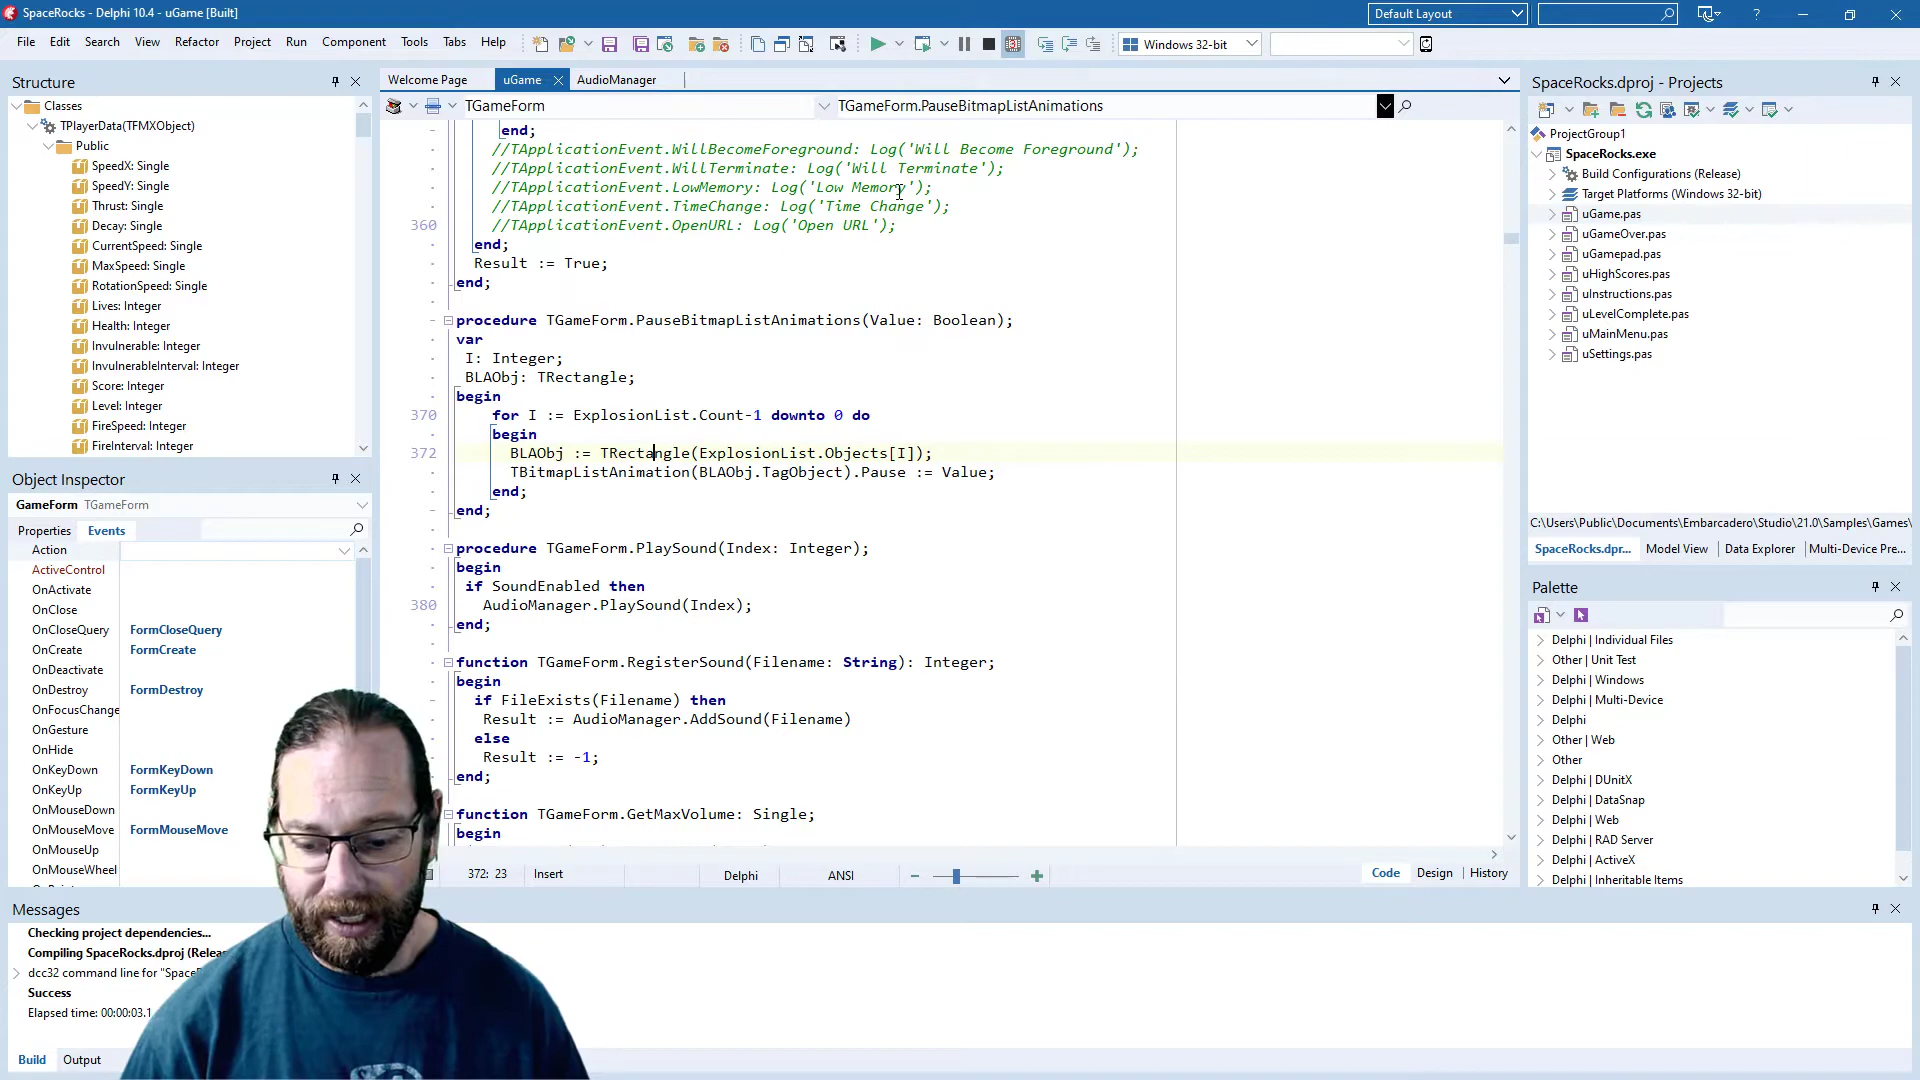 SpaceRocks - Delphi 10.4 - uGame [Built]
Default Layout
File Edit Search View Refactor Project Run Component Tools Tabs Help
Windows 32-bit
Structure
Classes
TPlayerData(TFMXObject)
Public
SpeedX: Single
SpeedY: Single
Thrust: Single
Decay: Single
CurrentSpeed: Single
MaxSpeed: Single
RotationSpeed: Single
Lives: Integer
Health: Integer
Invulnerable: Integer
InvulnerableInterval: Integer
Score: Integer
Level: Integer
FireSpeed: Integer
FireInterval: Integer
Object Inspector
GameForm TGameForm
Properties Events
Action
ActiveControl
OnActivate
OnClose
OnCloseQuery FormCloseQuery
OnCreate FormCreate
OnDeactivate
OnDestroy FormDestroy
OnFocusChange
OnGesture
OnHide
OnKeyDown FormKeyDown
OnKeyUp FormKeyUp
OnMouseDown
OnMouseMove FormMouseMove
OnMouseUp
OnMouseWheel
Welcome Page uGame AudioManager
TGameForm TGameForm.PauseBitmapListAnimations
end;
//TApplicationEvent.WillBecomeForeground: Log('Will Become Foreground');
//TApplicationEvent.WillTerminate: Log('Will Terminate');
//TApplicationEvent.LowMemory: Log('Low Memory');
//TApplicationEvent.TimeChange: Log('Time Change');
360 //TApplicationEvent.OpenURL: Log('Open URL');
end;
Result := True;
end;
procedure TGameForm.PauseBitmapListAnimations(Value: Boolean);
var
I: Integer;
BLAObj: TRectangle;
begin
370 for I := ExplosionList.Count-1 downto 0 do
begin
372 BLAObj := TRectangle(ExplosionList.Objects[I]);
TBitmapListAnimation(BLAObj.TagObject).Pause := Value;
end;
end;
procedure TGameForm.PlaySound(Index: Integer);
begin
if SoundEnabled then
380 AudioManager.PlaySound(Index);
end;
function TGameForm.RegisterSound(Filename: String): Integer;
begin
if FileExists(Filename) then
Result := AudioManager.AddSound(Filename)
else
Result := -1;
end;
function TGameForm.GetMaxVolume: Single;
begin
372: 23 Insert Delphi ANSI Code Design History
SpaceRocks.dproj - Projects
ProjectGroup1
SpaceRocks.exe
Build Configurations (Release)
Target Platforms (Windows 32-bit)
uGame.pas
uGameOver.pas
uGamepad.pas
uHighScores.pas
uInstructions.pas
uLevelComplete.pas
uMainMenu.pas
uSettings.pas
C:\Users\Public\Documents\Embarcadero\Studio\21.0\Samples\Games\
SpaceRocks.dpr... Model View Data Explorer Multi-Device Pre...
Palette
Delphi | Individual Files
Other | Unit Test
Delphi | Windows
Delphi | Multi-Device
Delphi
Other | Web
Other
Delphi | DUnitX
Delphi | DataSnap
Delphi | Web
Delphi | RAD Server
Delphi | ActiveX
Delphi | Inheritable Items
Messages
Checking project dependencies...
Compiling SpaceRocks.dproj (Relea
dcc32 command line for "SpaceR
Success
Elapsed time: 00:00:03.1
Build Output